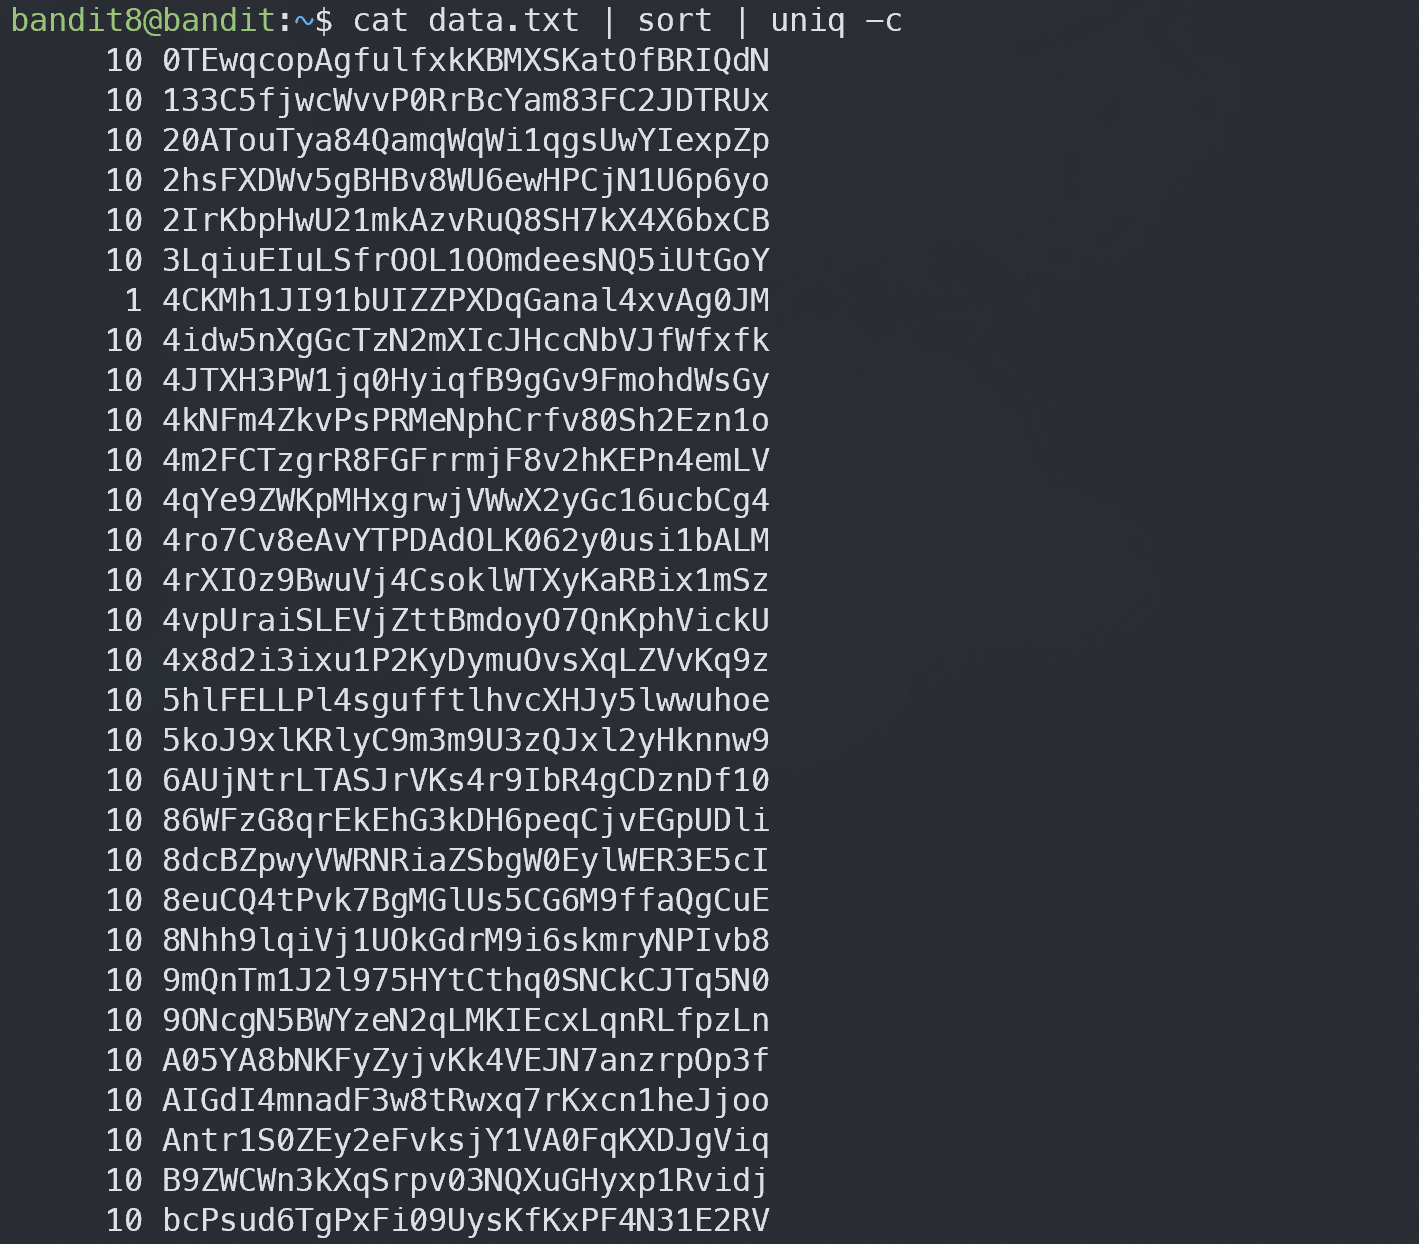 bandit8@bandit:~$ cat data.txt | sort | uniq -c
10 0TEwqcopAgfulfxkKBMXSKatOfBRIQdN
10 133C5fjwcWvvP0RrBcYam83FC2JDTRUx
10 20ATouTya84QamqWqWi1qgsUwYIexpZp
10 2hsFXDWv5gBHBv8WU6ewHPCjN1U6p6yo
10 2IrKbpHwU21mkAzvRuQ8SH7kX4X6bxCB
10 3LqiuEIuLSfrOOL1OOmdeesNQ5iUtGoY
1 4CKMh1JI91bUIZZPXDqGanal4xvAg0JM
10 4idw5nXgGcTzN2mXIcJHccNbVJfWfxfk
10 4JTXH3PW1jq0HyiqfB9gGv9FmohdWsGy
10 4kNFm4ZkvPsPRMeNphCrfv80Sh2Ezn1o
10 4m2FCTzgrR8FGFrrmjF8v2hKEPn4emLV
10 4qYe9ZWKpMHxgrwjVWwX2yGc16ucbCg4
10 4ro7Cv8eAvYTPDAdOLK062y0usi1bALM
10 4rXIOz9BwuVj4CsoklWTXyKaRBix1mSz
10 4vpUraiSLEVjZttBmdoyO7QnKphVickU
10 4x8d2i3ixu1P2KyDymuOvsXqLZVvKq9z
10 5hlFELLPl4sgufftlhvcXHJy5lwwuhoe
10 5koJ9xlKRlyC9m3m9U3zQJxl2yHknnw9
10 6AUjNtrLTASJrVKs4r9IbR4gCDznDf10
10 86WFzG8qrEkEhG3kDH6peqCjvEGpUDli
10 8dcBZpwyVWRNRiaZSbgW0EylWER3E5cI
10 8euCQ4tPvk7BgMGlUs5CG6M9ffaQgCuE
10 8Nhh9lqiVj1UOkGdrM9i6skmryNPIvb8
10 9mQnTm1J2l975HYtCthq0SNCkCJTq5N0
10 9ONcgN5BWYzeN2qLMKIEcxLqnRLfpzLn
10 A05YA8bNKFyZyjvKk4VEJN7anzrpOp3f
10 AIGdI4mnadF3w8tRwxq7rKxcn1heJjoo
10 Antr1S0ZEy2eFvksjY1VA0FqKXDJgViq
10 B9ZWCWn3kXqSrpv03NQXuGHyxp1Rvidj
10 bcPsud6TgPxFi09UysKfKxPF4N31E2RV